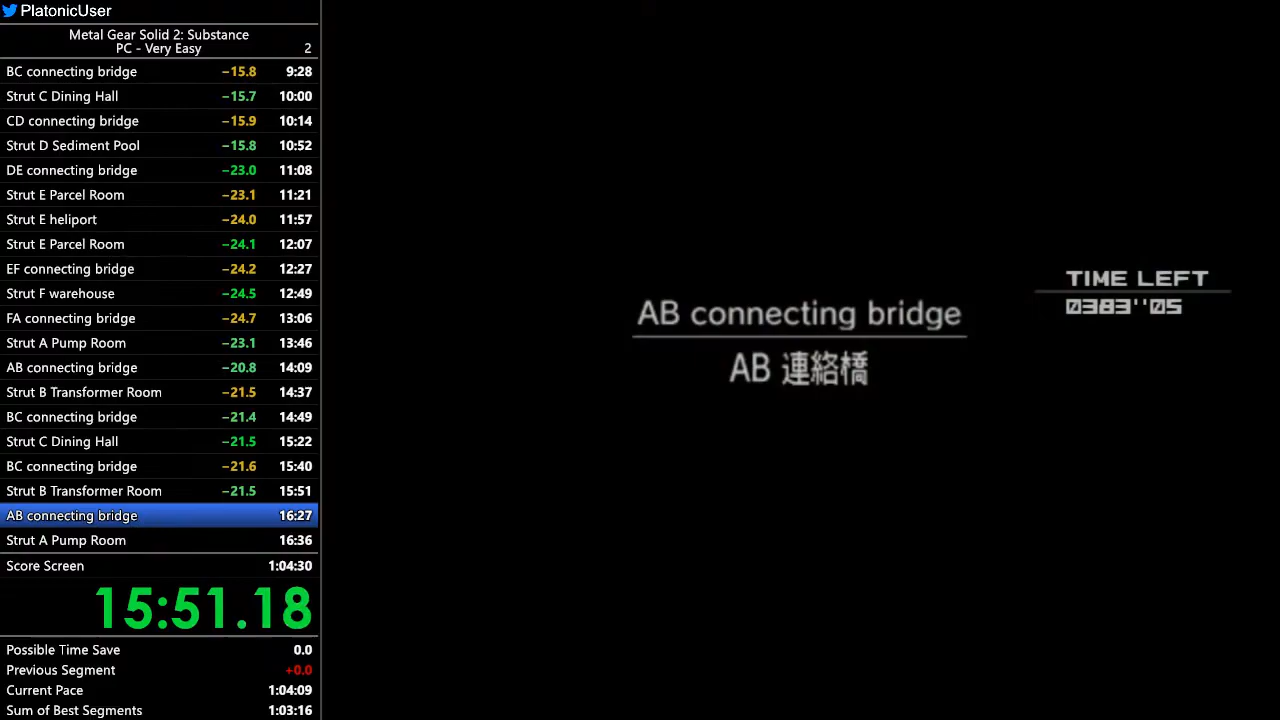 PlatonicUser
Metal Gear Solid 2: Substance
PC - Very Easy 2
BC connecting bridge −15.8 9:28
Strut C Dining Hall −15.7 10:00
CD connecting bridge −15.9 10:14
Strut D Sediment Pool −15.8 10:52
DE connecting bridge −23.0 11:08
Strut E Parcel Room −23.1 11:21
Strut E heliport −24.0 11:57
Strut E Parcel Room −24.1 12:07
EF connecting bridge −24.2 12:27
Strut F warehouse −24.5 12:49
FA connecting bridge −24.7 13:06
Strut A Pump Room −23.1 13:46
AB connecting bridge −20.8 14:09
Strut B Transformer Room −21.5 14:37
BC connecting bridge −21.4 14:49
Strut C Dining Hall −21.5 15:22
BC connecting bridge −21.6 15:40
Strut B Transformer Room −21.5 15:51
AB connecting bridge 16:27
Strut A Pump Room 16:36
Score Screen 1:04:30
15:51.18
Possible Time Save 0.0
Previous Segment +0.0
Current Pace 1:04:09
Sum of Best Segments 1:03:16
AB connecting bridge
AB 連絡橋
TIME LEFT
0383"05